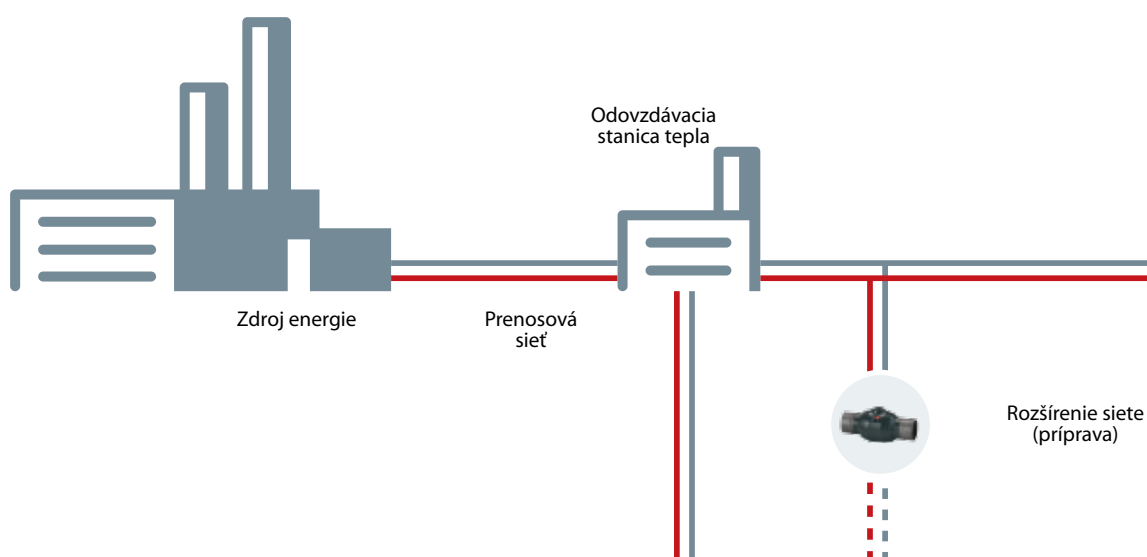 Odovzdávacia
stanica tepla
Zdroj energie
Prenosová
sieť
Rozšírenie siete
(príprava)